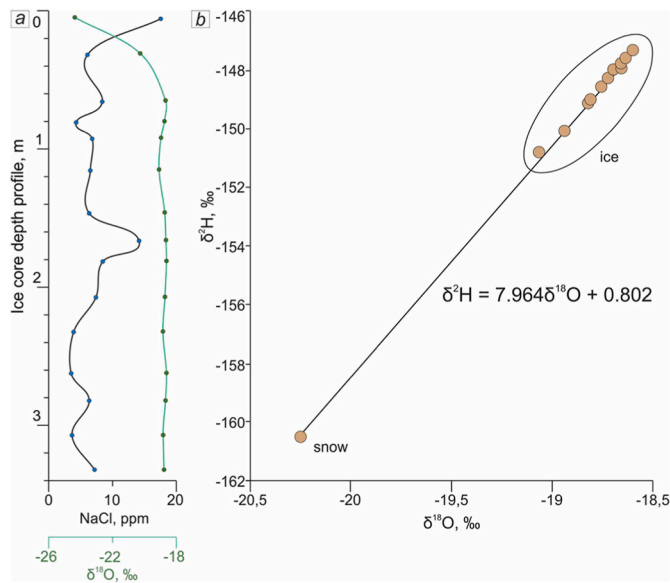 a
b
0
1
2
3
Ice core depth profile, m
0
10
20
NaCl, ppm
-26
-22
-18
δ¹⁸O, ‰
-146
-148
-150
-152
-154
-156
-158
-160
-162
δ²H, ‰
ice
δ²H = 7.964δ¹⁸O + 0.802
snow
-20,5
-20
-19,5
-19
-18,5
δ¹⁸O, ‰